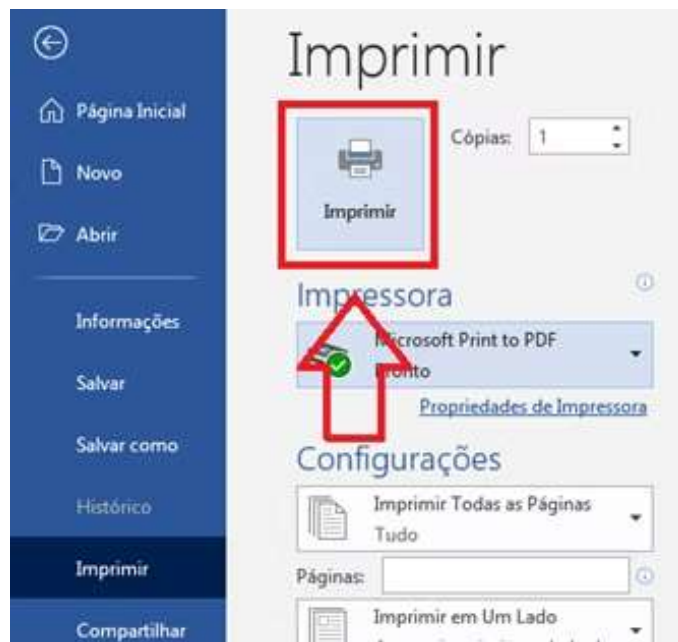 Imprimir
Página Inicial
Novo
Abrir
Informações
Salvar
Salvar como
Histórico
Imprimir
Compartilhar
Cópias: 1
Imprimir
Impressora
Microsoft Print to PDF
Pronto
Propriedades de Impressora
Configurações
Imprimir Todas as Páginas
Tudo
Páginas:
Imprimir em Um Lado